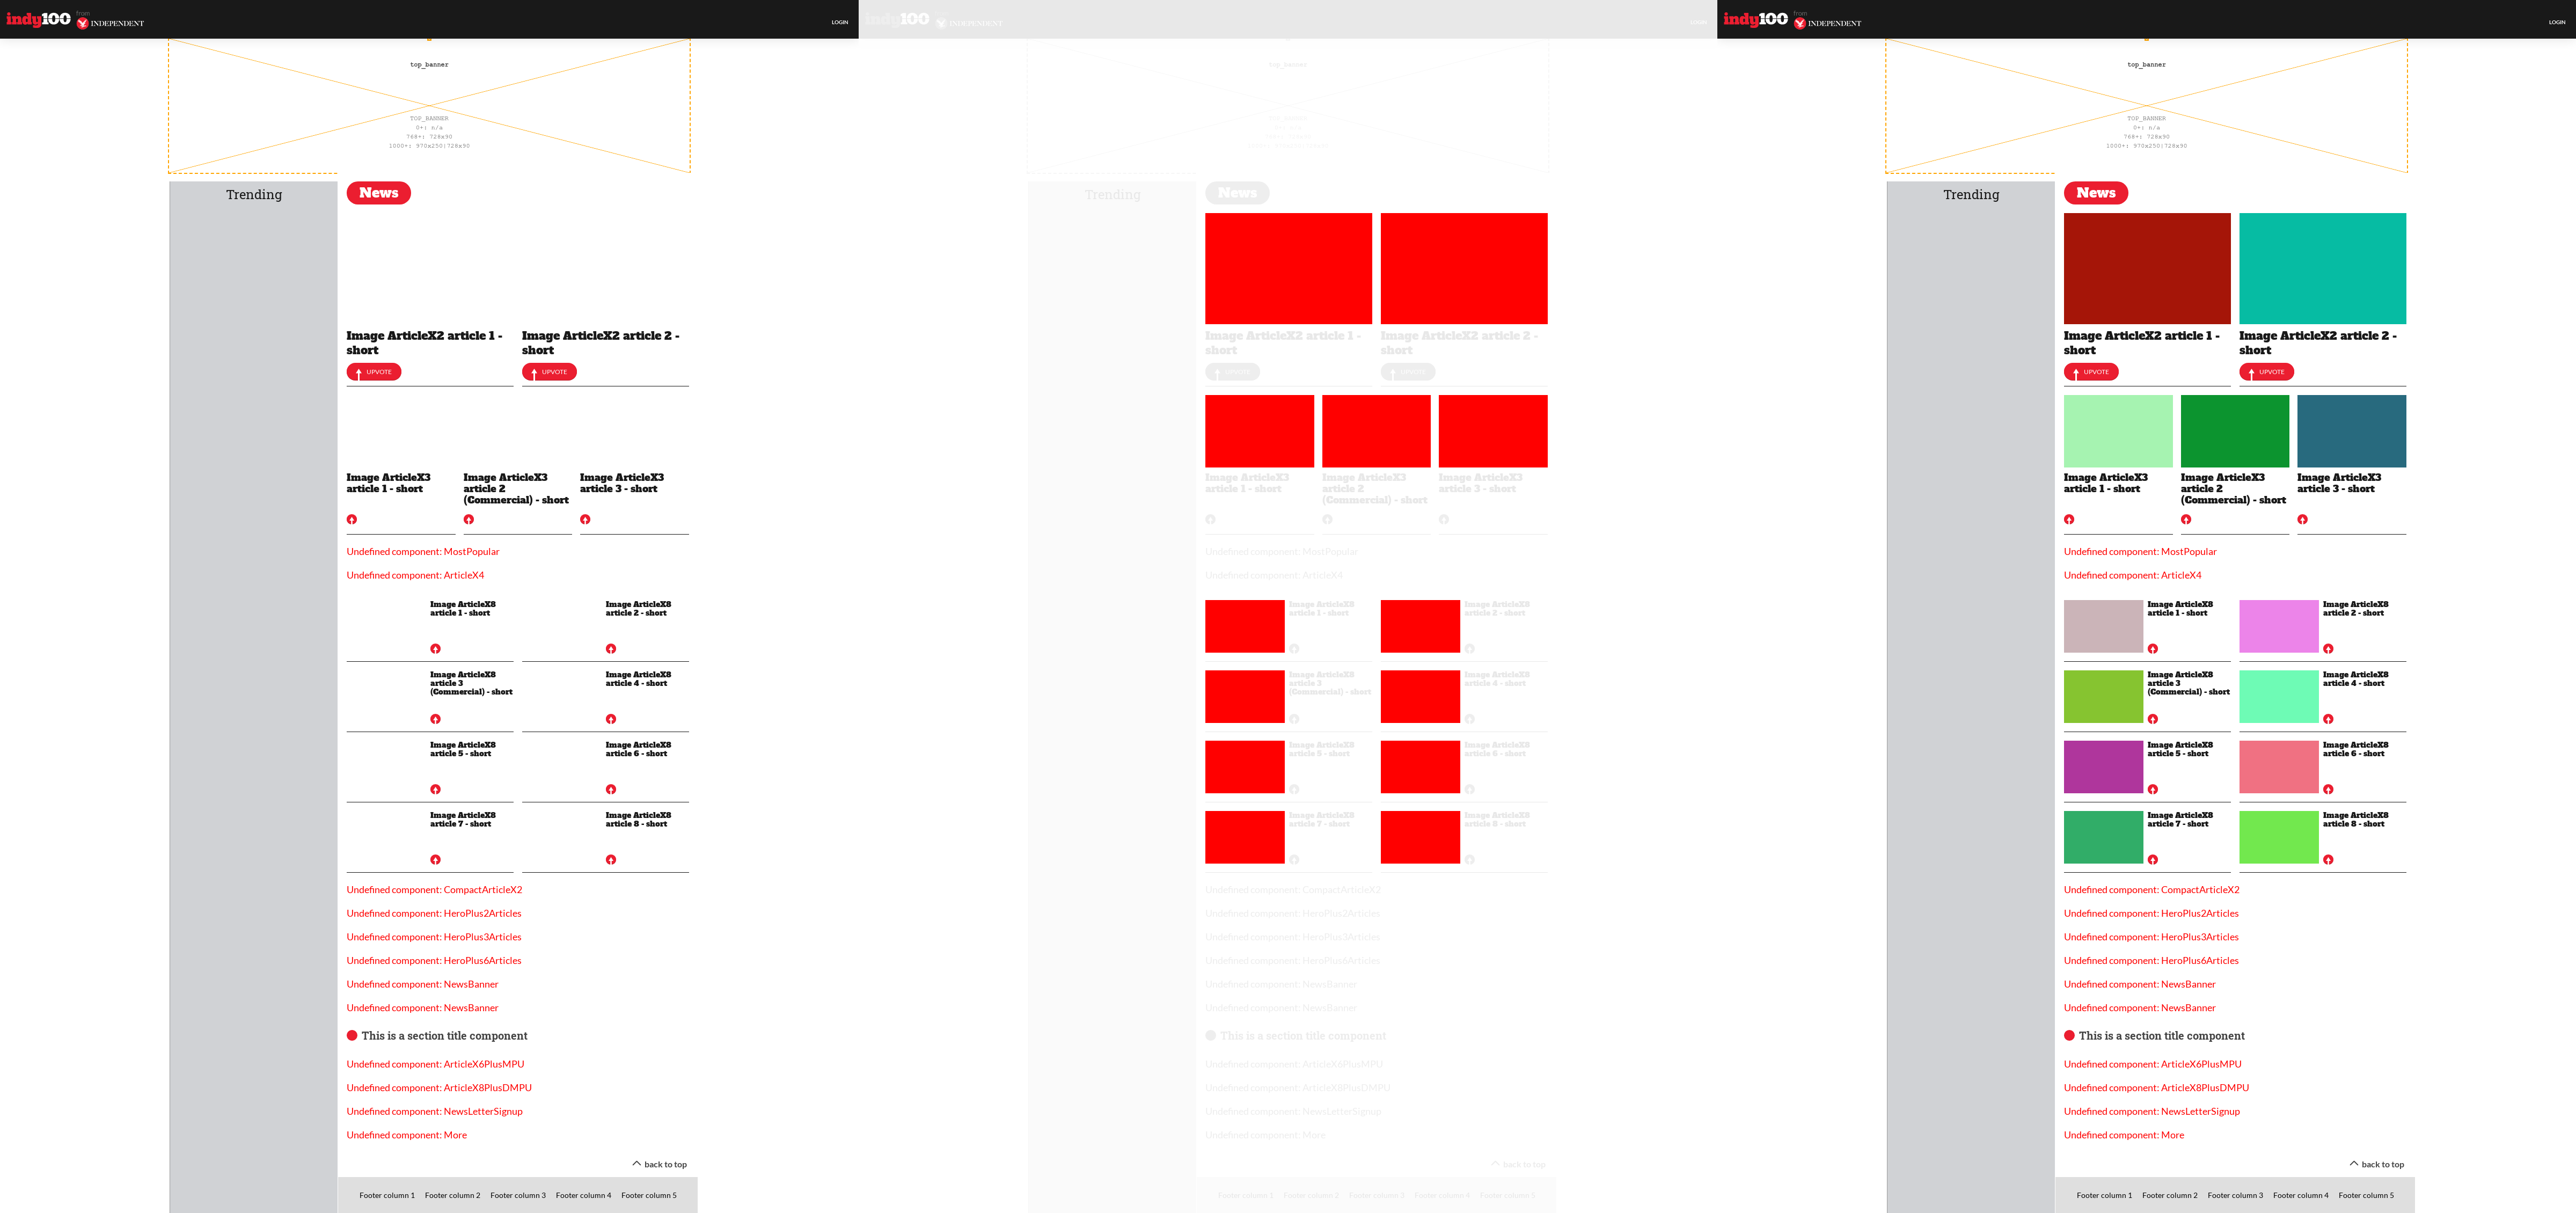 indy100 from INDEPENDENT
LOGIN
top_banner
TOP_BANNER
0+: n/a
768+: 728x90
1000+: 970x250|728x90
Trending
News
Image ArticleX2 article 1 -
short
UPVOTE
Image ArticleX2 article 2 -
short
UPVOTE
Image ArticleX3
article 1 - short
Image ArticleX3
article 2
(Commercial) - short
Image ArticleX3
article 3 - short
Undefined component: MostPopular
Undefined component: ArticleX4
Image ArticleX8
article 1 - short
Image ArticleX8
article 2 - short
Image ArticleX8
article 3
(Commercial) - short
Image ArticleX8
article 4 - short
Image ArticleX8
article 5 - short
Image ArticleX8
article 6 - short
Image ArticleX8
article 7 - short
Image ArticleX8
article 8 - short
Undefined component: CompactArticleX2
Undefined component: HeroPlus2Articles
Undefined component: HeroPlus3Articles
Undefined component: HeroPlus6Articles
Undefined component: NewsBanner
Undefined component: NewsBanner
This is a section title component
Undefined component: ArticleX6PlusMPU
Undefined component: ArticleX8PlusDMPU
Undefined component: NewsLetterSignup
Undefined component: More
back to top
Footer column 1 Footer column 2 Footer column 3 Footer column 4 Footer column 5
indy100 INDEPENDENT
LOGIN
top_banner
Trending
News
Image ArticleX2 article 1 -
short
UPVOTE
Image ArticleX2 article 2 -
short
UPVOTE
Image ArticleX3
article 1 - short
Image ArticleX3
article 2
(Commercial) - short
Image ArticleX3
article 3 - short
Undefined component: MostPopular
Undefined component: ArticleX4
Image ArticleX8
article 1 - short
Image ArticleX8
article 2 - short
Image ArticleX8
article 3
(Commercial) - short
Image ArticleX8
article 4 - short
Image ArticleX8
article 5 - short
Image ArticleX8
article 6 - short
Image ArticleX8
article 7 - short
Image ArticleX8
article 8 - short
Undefined component: CompactArticleX2
Undefined component: HeroPlus2Articles
Undefined component: HeroPlus3Articles
Undefined component: HeroPlus6Articles
Undefined component: NewsBanner
Undefined component: NewsBanner
This is a section title component
Undefined component: ArticleX6PlusMPU
Undefined component: ArticleX8PlusDMPU
Undefined component: NewsLetterSignup
Undefined component: More
back to top
Footer column 1 Footer column 2 Footer column 3 Footer column 4 Footer column 5
indy100 from INDEPENDENT
LOGIN
top_banner
TOP_BANNER
0+: n/a
768+: 728x90
1000+: 970x250|728x90
Trending
News
Image ArticleX2 article 1 -
short
UPVOTE
Image ArticleX2 article 2 -
short
UPVOTE
Image ArticleX3
article 1 - short
Image ArticleX3
article 2
(Commercial) - short
Image ArticleX3
article 3 - short
Undefined component: MostPopular
Undefined component: ArticleX4
Image ArticleX8
article 1 - short
Image ArticleX8
article 2 - short
Image ArticleX8
article 3
(Commercial) - short
Image ArticleX8
article 4 - short
Image ArticleX8
article 5 - short
Image ArticleX8
article 6 - short
Image ArticleX8
article 7 - short
Image ArticleX8
article 8 - short
Undefined component: CompactArticleX2
Undefined component: HeroPlus2Articles
Undefined component: HeroPlus3Articles
Undefined component: HeroPlus6Articles
Undefined component: NewsBanner
Undefined component: NewsBanner
This is a section title component
Undefined component: ArticleX6PlusMPU
Undefined component: ArticleX8PlusDMPU
Undefined component: NewsLetterSignup
Undefined component: More
back to top
Footer column 1 Footer column 2 Footer column 3 Footer column 4 Footer column 5